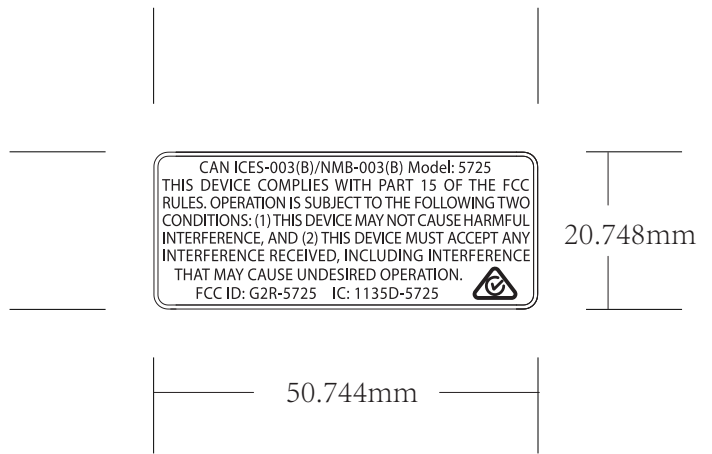 CAN ICES-003(B)/NMB-003(B) Model: 5725
THIS DEVICE COMPLIES WITH PART 15 OF THE FCC
RULES. OPERATION IS SUBJECT TO THE FOLLOWING TWO
CONDITIONS: (1) THIS DEVICE MAY NOT CAUSE HARMFUL
INTERFERENCE, AND (2) THIS DEVICE MUST ACCEPT ANY
INTERFERENCE RECEIVED, INCLUDING INTERFERENCE
THAT MAY CAUSE UNDESIRED OPERATION.
FCC ID: G2R-5725 IC: 1135D-5725
20.748mm
50.744mm